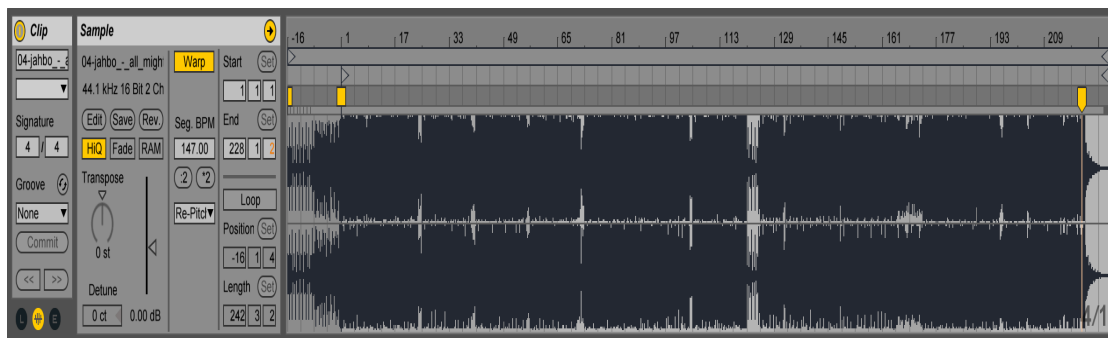 Clip
04-jahbo_-_a
Signature
4 / 4
Groove
None
Commit
<< >>
L E
Sample
04-jahbo_-_all_migh
44.1 kHz 16 Bit 2 Ch
Edit Save Rev.
HiQ Fade RAM
Transpose
0 st
Detune
0 ct 0.00 dB
Warp
Seg. BPM
147.00
:2 *2
Re-Pitch
Start Set
1 1 1
End Set
228 1 2
Loop
Position Set
-16 1 4
Length Set
242 3 2
-16 1 17 33 49 65 81 97 113 129 145 161 177 193 209
4/1